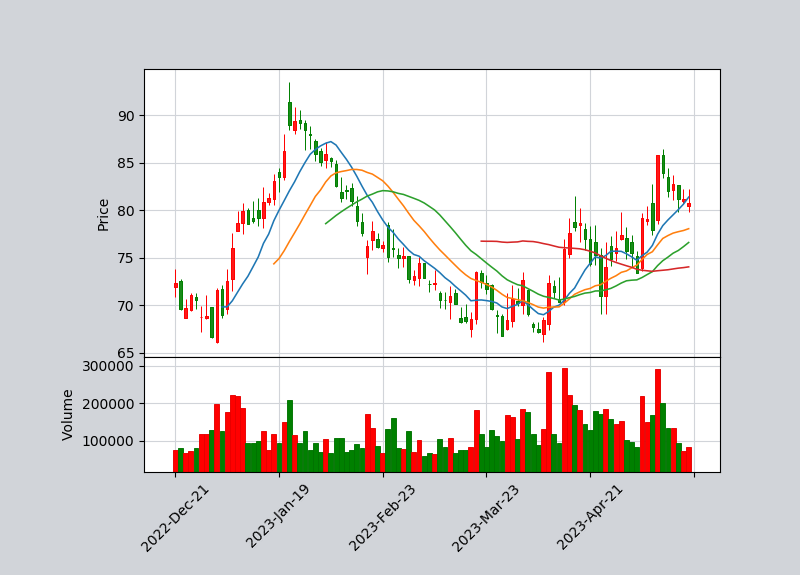 Price
90
85
80
75
70
65
Volume
300000
200000
100000
2022-Dec-21
2023-Jan-19
2023-Feb-23
2023-Mar-23
2023-Apr-21